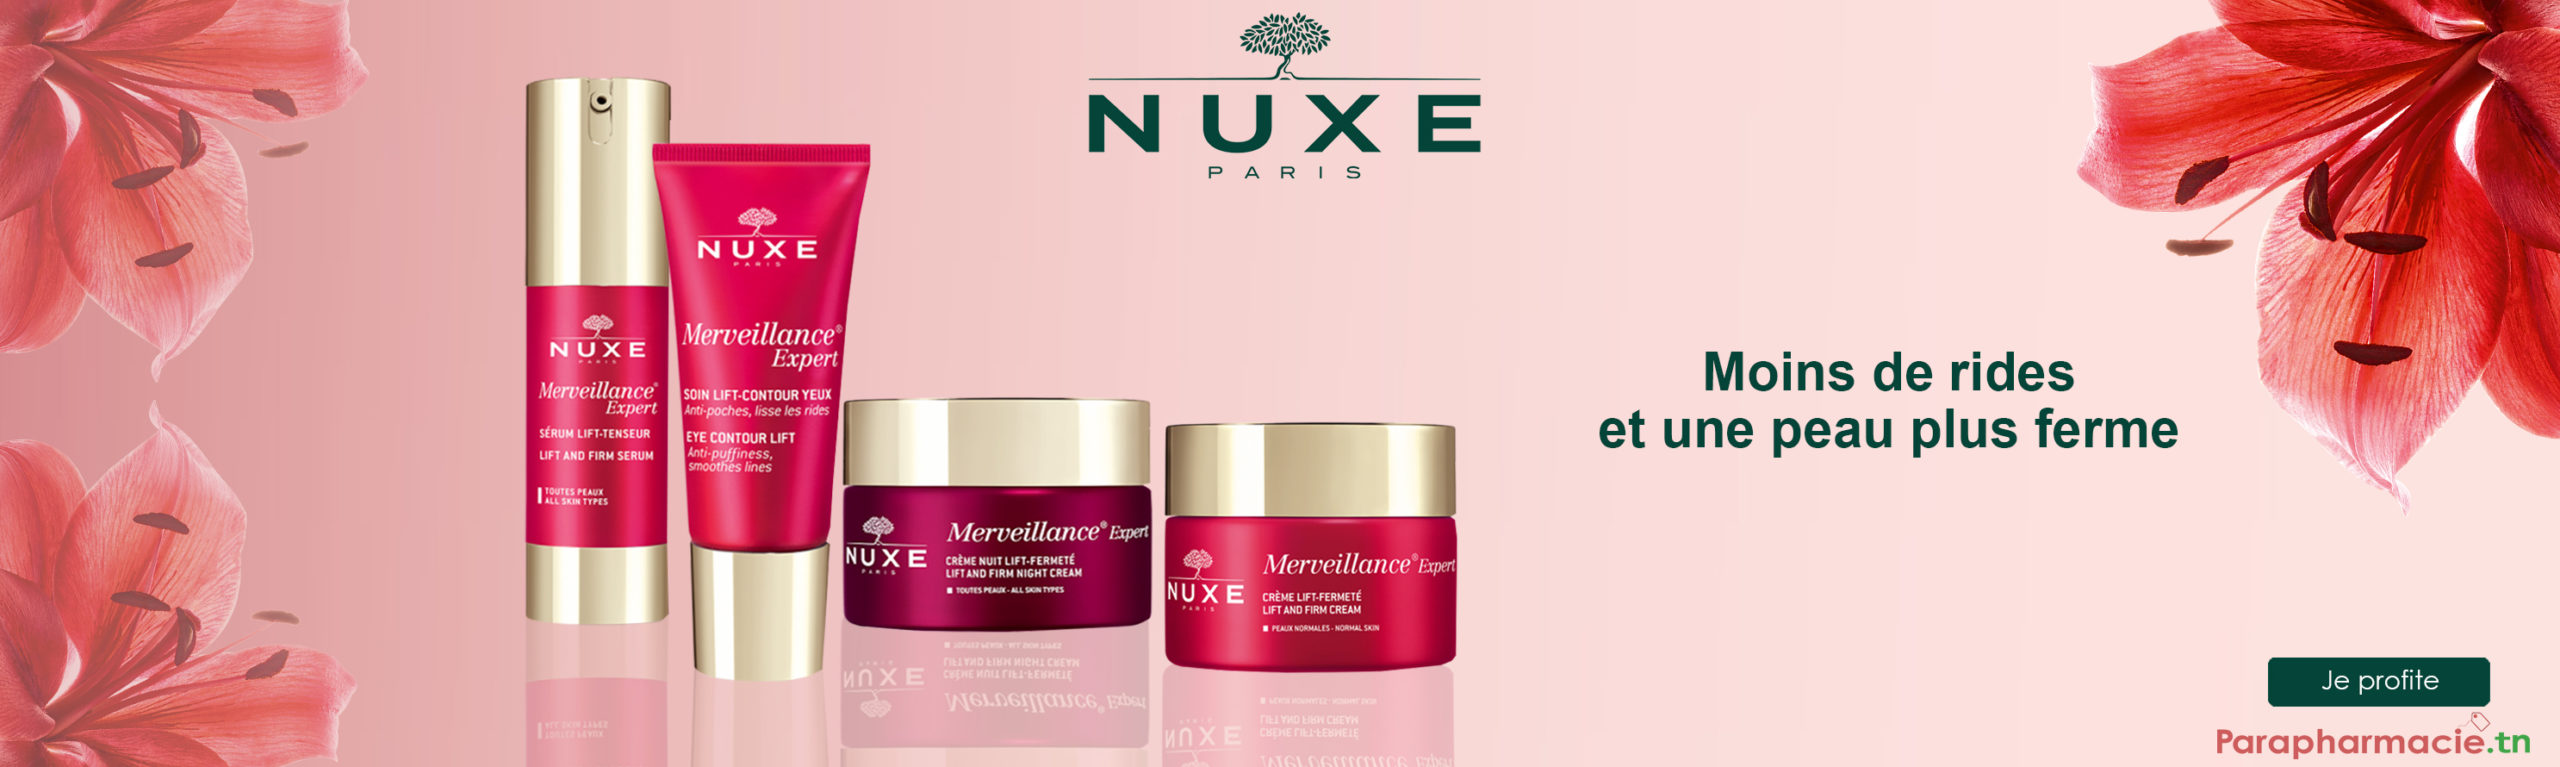 NUXE
PARIS
NUXE
PARIS
Merveillance®
Expert
SÉRUM LIFT-TENSEUR
LIFT AND FIRM SERUM
TOUTES PEAUX
ALL SKIN TYPES
NUXE
PARIS
Merveillance®
Expert
SOIN LIFT-CONTOUR YEUX
Anti-poches, lisse les rides
EYE CONTOUR LIFT
Anti-puffiness,
smoothes lines
NUXE
PARIS
Merveillance® Expert
CRÈME NUIT LIFT-FERMETÉ
LIFT AND FIRM NIGHT CREAM
TOUTES PEAUX - ALL SKIN TYPES
NUXE
PARIS
Merveillance® Expert
CRÈME LIFT-FERMETÉ
LIFT AND FIRM CREAM
PEAUX NORMALES - NORMAL SKIN
Moins de rides
et une peau plus ferme
Je profite
Parapharmacie.tn